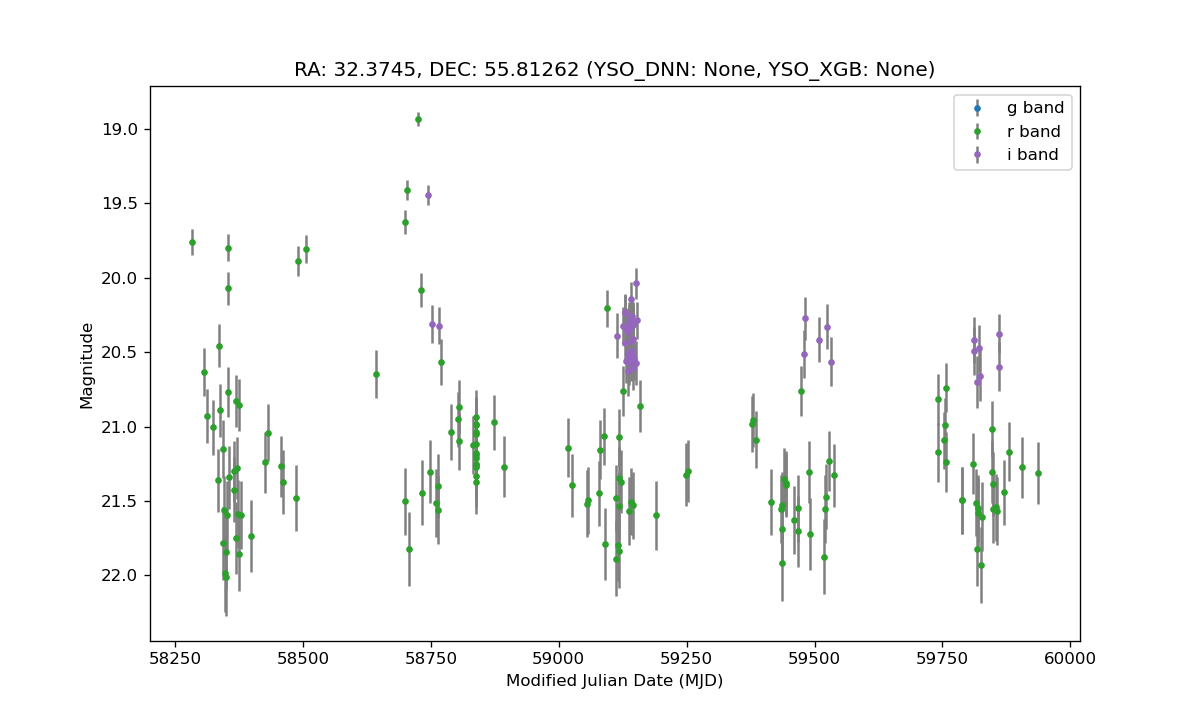 RA: 32.3745, DEC: 55.81262 (YSO_DNN: None, YSO_XGB: None)
g band
r band
i band
Magnitude
19.0
19.5
20.0
20.5
21.0
21.5
22.0
58250 58500 58750 59000 59250 59500 59750 60000
Modified Julian Date (MJD)